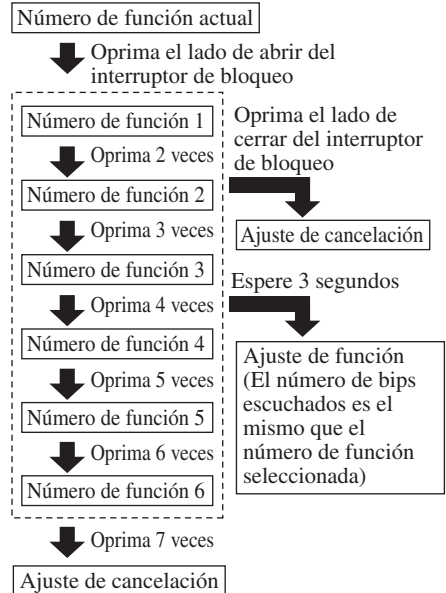 Número de función actual
Oprima el lado de abrir del
interruptor de bloqueo
Número de función 1
Oprima 2 veces
Número de función 2
Oprima 3 veces
Número de función 3
Oprima 4 veces
Número de función 4
Oprima 5 veces
Número de función 5
Oprima 6 veces
Número de función 6
Oprima 7 veces
Ajuste de cancelación
Oprima el lado de
cerrar del interruptor
de bloqueo
Ajuste de cancelación
Espere 3 segundos
Ajuste de función
(El número de bips
escuchados es el
mismo que el
número de función
seleccionada)